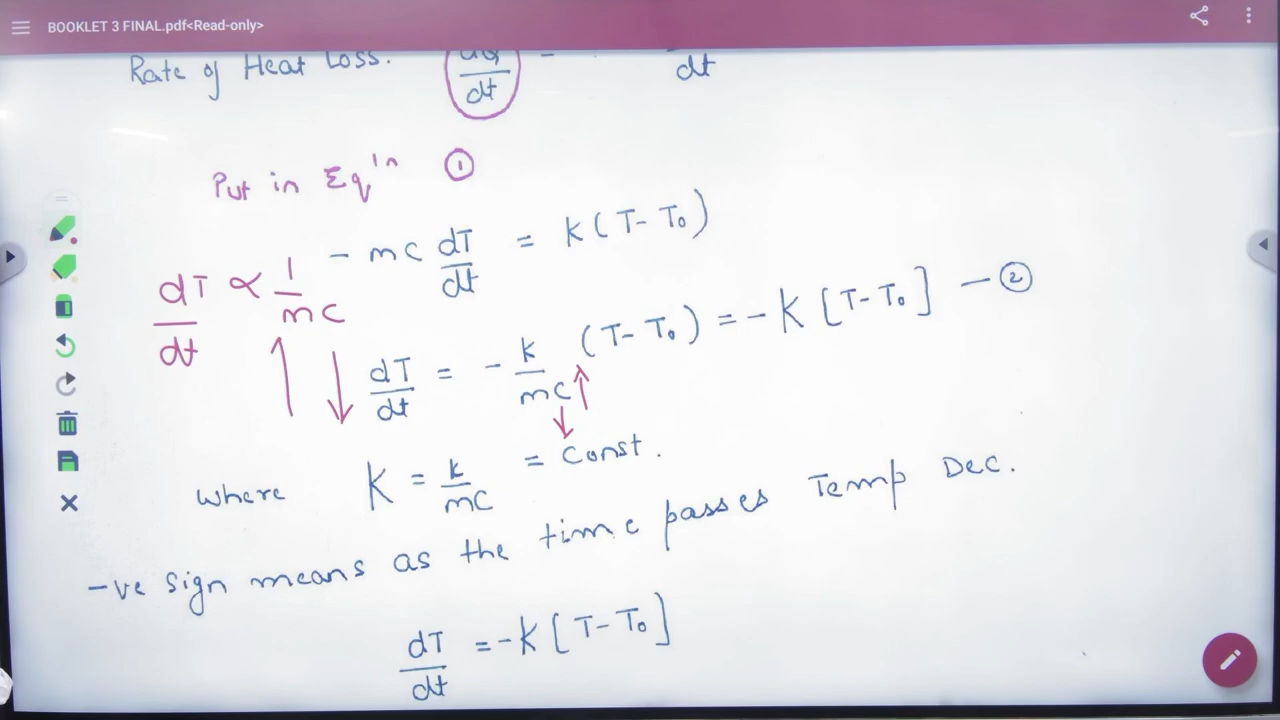 BOOKLET 3 FINAL.pdf<Read-only>
Rate of Heat Loss. dQ/dt = dt
Put in Eq'n ①
- mc dT/dt = k(T-T₀)
dT/dt ∝ 1/mc
dT/dt = - k/mc (T-T₀) = -K[T-T₀] — ②
where K = k/mc = const.
-ve sign means as the time passes Temp Dec.
dT/dt = -K[T-T₀]